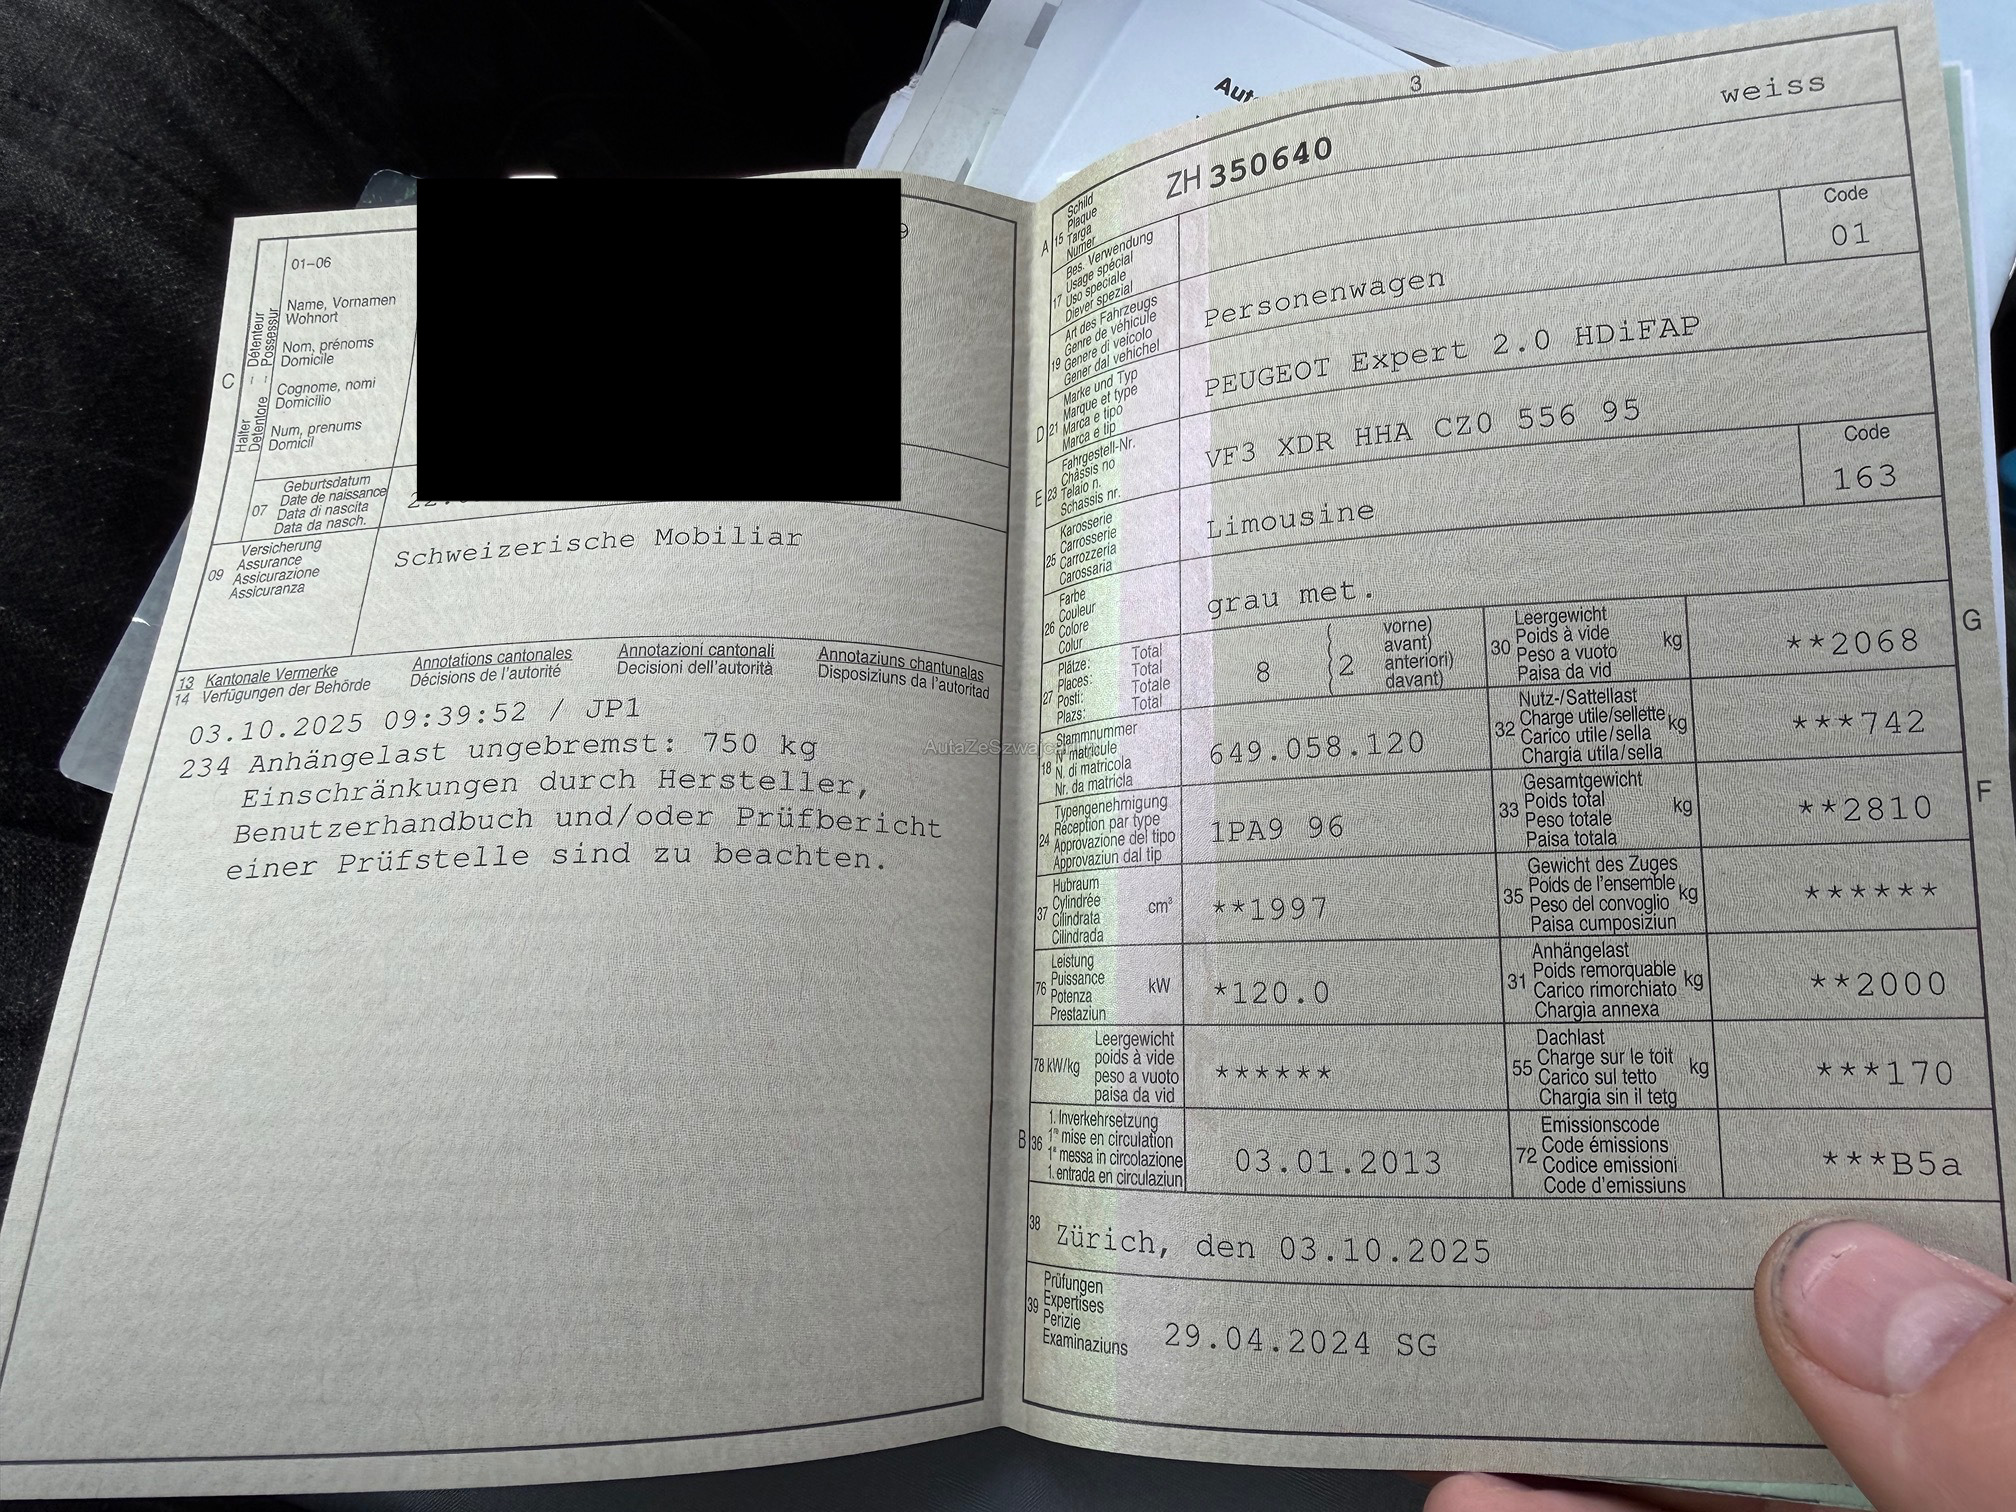 01-06
Name, Vornamen
Wohnort
Nom, prénoms
Domicile
Cognome, nomi
Domicilio
Num, prenums
Domicil
C
Halter
Détenteur
Detentore
Possessur
07
Geburtsdatum
Date de naissance
Data di nascita
Data da nasch.
09
Versicherung
Assurance
Assicurazione
Assicuranza
Schweizerische Mobiliar
13 Kantonale Vermerke Annotations cantonales Annotazioni cantonali Annotaziuns chantunalas
14 Verfügungen der Behörde Décisions de l'autorité Decisioni dell'autorità Disposiziuns da l'autoritad
03.10.2025 09:39:52 / JP1
234 Anhängelast ungebremst: 750 kg
Einschränkungen durch Hersteller,
Benutzerhandbuch und/oder Prüfbericht
einer Prüfstelle sind zu beachten.
3
A 15
Schild
Plaque
Targa
Numer
ZH 350640
weiss
17
Bes. Verwendung
Usage spécial
Uso speciale
Diever spezial
19
Art des Fahrzeugs
Genre de véhicule
Genere di veicolo
Gener dal vehichel
Personenwagen
Code
01
D 21
Marke und Typ
Marque et type
Marca e tipo
Marca e tip
PEUGEOT Expert 2.0 HDiFAP
E 23
Fahrgestell-Nr.
Châssis no
Telaio n.
Schassis nr.
VF3 XDR HHA CZ0 556 95
25
Karosserie
Carrosserie
Carrozzeria
Carossaria
Limousine
Code
163
26
Farbe
Couleur
Colore
Colur
grau met.
27
Plätze: Total
Places: Total
Posti: Totale
Plazs: Total
8
2
vorne)
avant)
anteriori)
davant)
30
Leergewicht
Poids à vide
Peso a vuoto
Paisa da vid
kg
**2068
G
18
Stammnummer
N° matricule
N. di matricola
Nr. da matricla
649.058.120
32
Nutz-/Sattellast
Charge utile/sellette
Carico utile/sella
Chargia utila/sella
kg
***742
24
Typengenehmigung
Réception par type
Approvazione del tipo
Approvaziun dal tip
1PA9 96
33
Gesamtgewicht
Poids total
Peso totale
Paisa totala
kg
**2810
F
37
Hubraum
Cylindrée
Cilindrata
Cilindrada
cm³
**1997
35
Gewicht des Zuges
Poids de l'ensemble
Peso del convoglio
Paisa cumposiziun
kg
******
76
Leistung
Puissance
Potenza
Prestaziun
kW
*120.0
31
Anhängelast
Poids remorquable
Carico rimorchiato
Chargia annexa
kg
**2000
78 kW/kg
Leergewicht
poids à vide
peso a vuoto
paisa da vid
******
55
Dachlast
Charge sur le toit
Carico sul tetto
Chargia sin il tetg
kg
***170
B 36
1. Inverkehrsetzung
1re mise en circulation
1a messa in circolazione
1. entrada en circulaziun
03.01.2013
72
Emissionscode
Code émissions
Codice emissioni
Code d'emissiuns
***B5a
38
Zürich, den 03.10.2025
39
Prüfungen
Expertises
Perizie
Examinaziuns
29.04.2024 SG